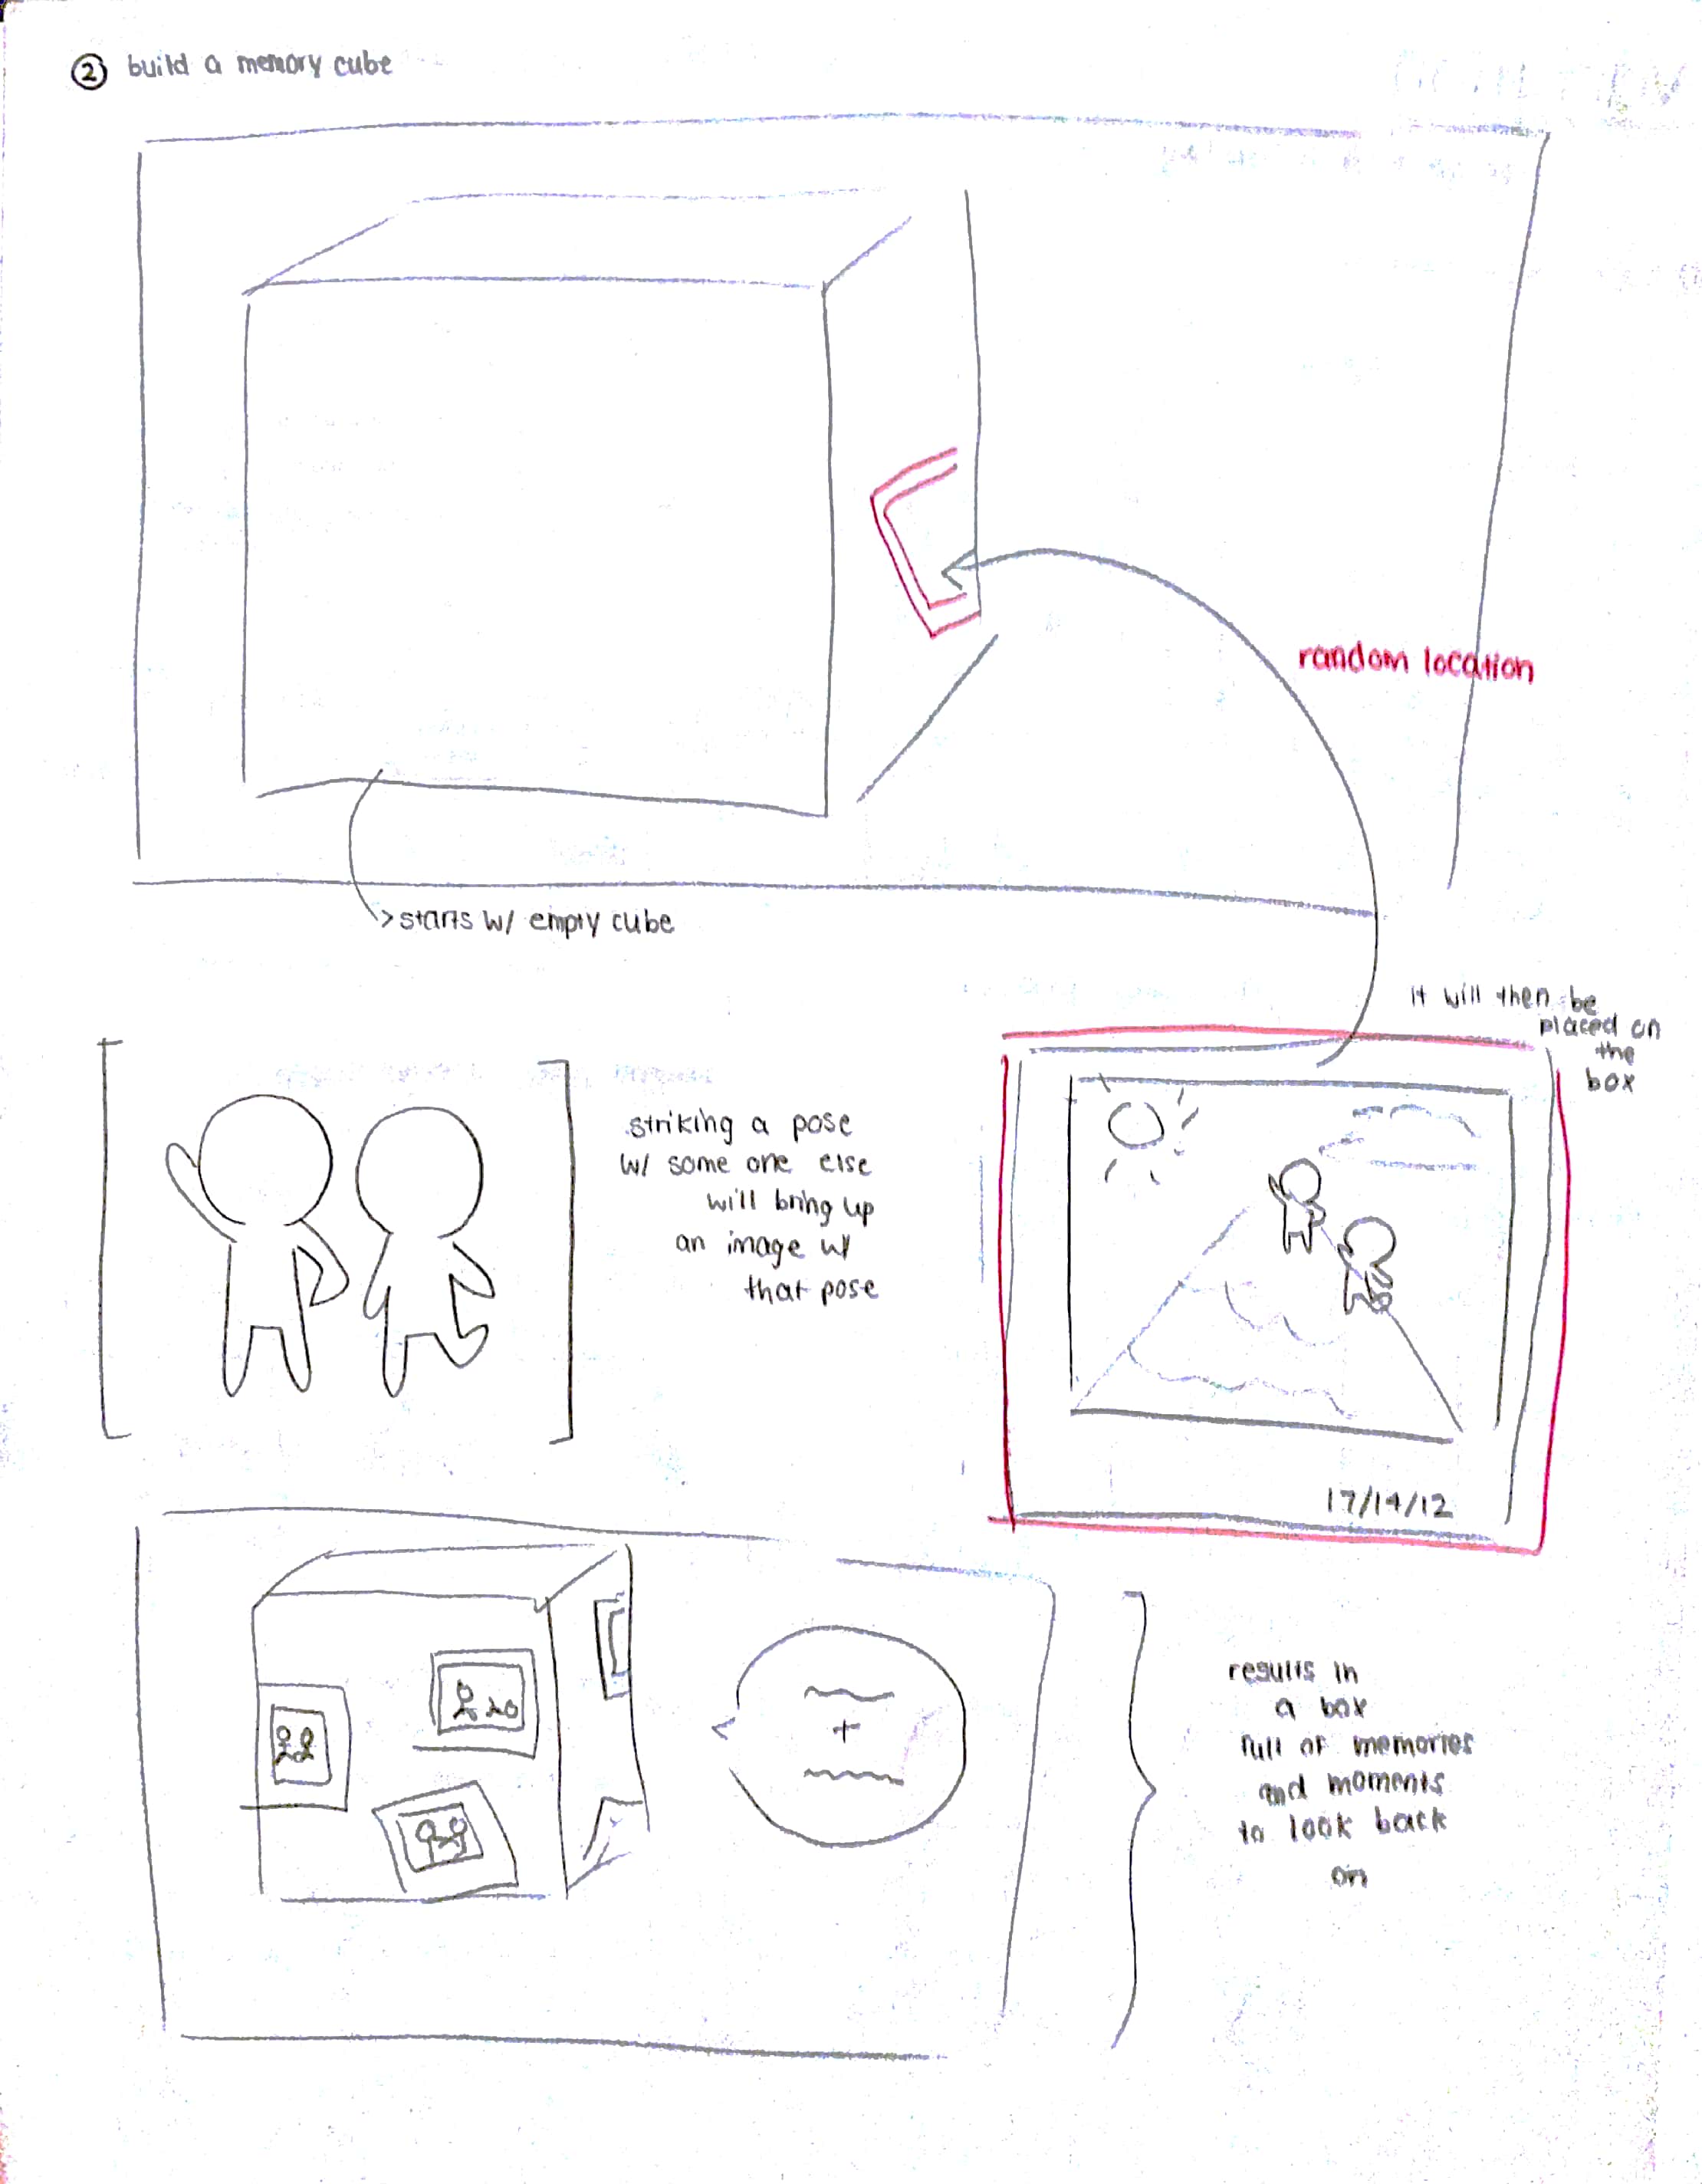 ② build a memory cube
random location
>starts w/ empty cube
it will then be
placed on
the
box
striking a pose
w/ some one else
will bring up
an image w/
that pose
17/14/12
+
results in
a box
full of memories
and moments
to look back
on